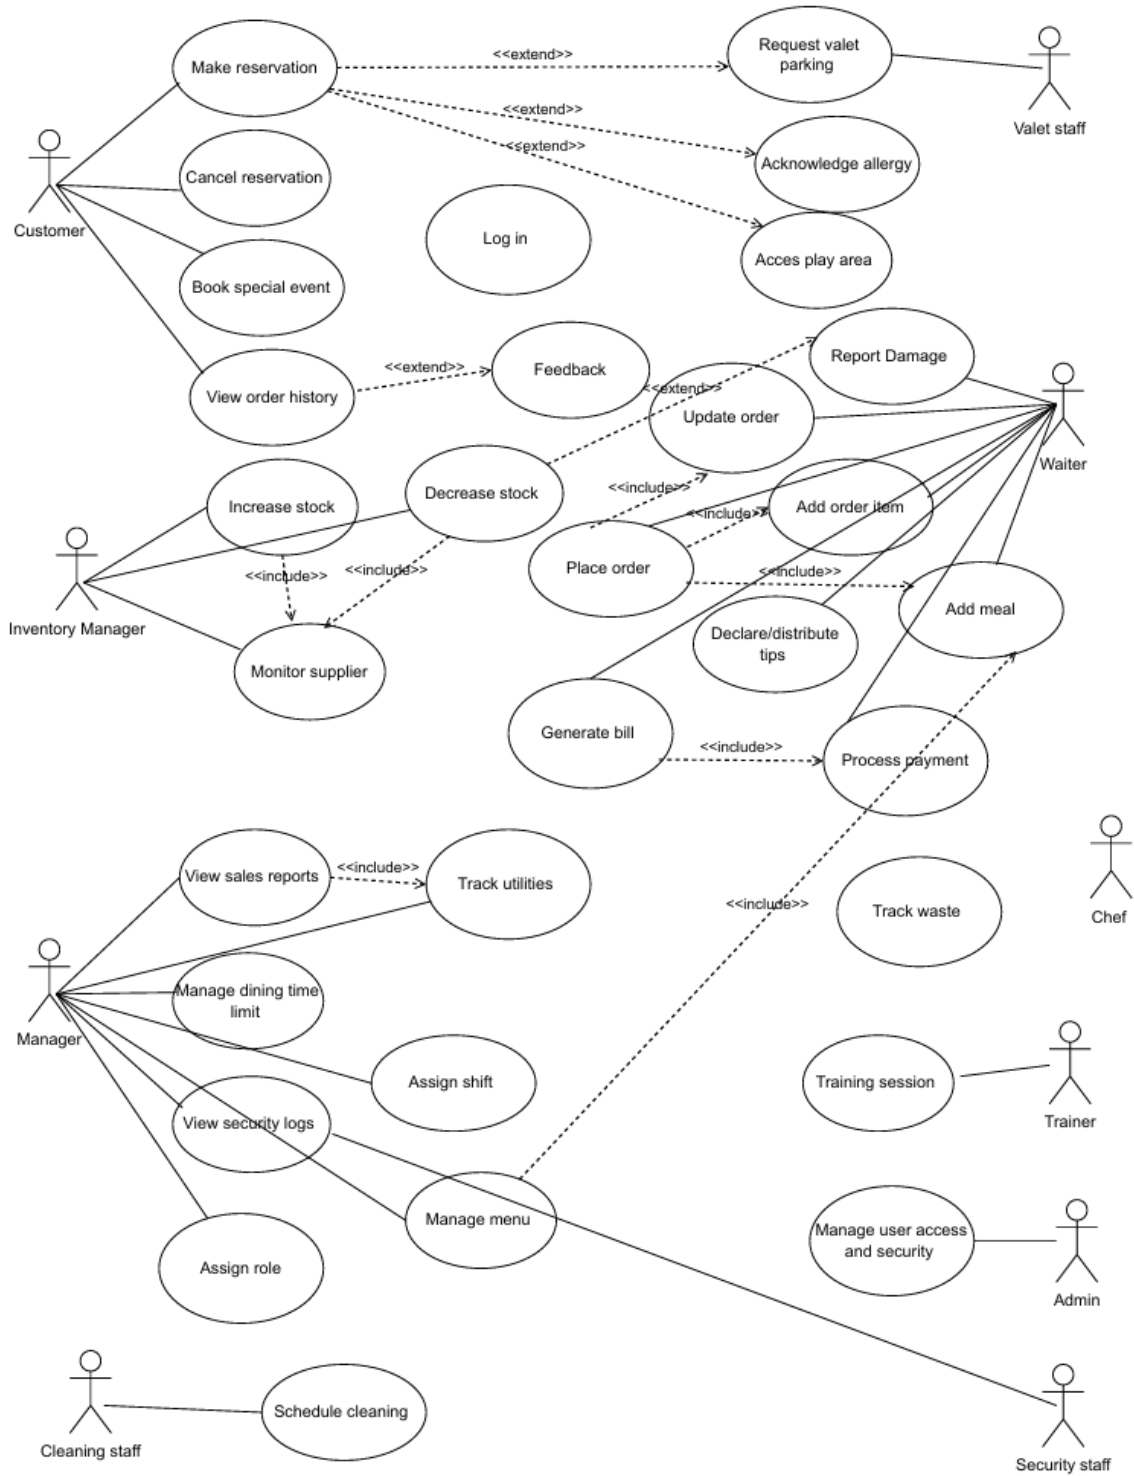 Make reservation
<<extend>>
Request valet
parking
Valet staff
<<extend>>
<<extend>>
Acknowledge allergy
Customer
Cancel reservation
Log in
Acces play area
Book special event
View order history
<<extend>>
Feedback
<<extend>>
Report Damage
Update order
Waiter
Increase stock
Decrease stock
<<include>>
<<include>>
Add order item
Inventory Manager
<<include>>
<<include>>
Place order
<<include>>
Add meal
Monitor supplier
Declare/distribute
tips
Generate bill
<<include>>
Process payment
View sales reports
<<include>>
Track utilities
<<include>>
Track waste
Chef
Manager
Manage dining time
limit
Assign shift
Training session
Trainer
View security logs
Manage menu
Manage user access
and security
Admin
Assign role
Cleaning staff
Schedule cleaning
Security staff